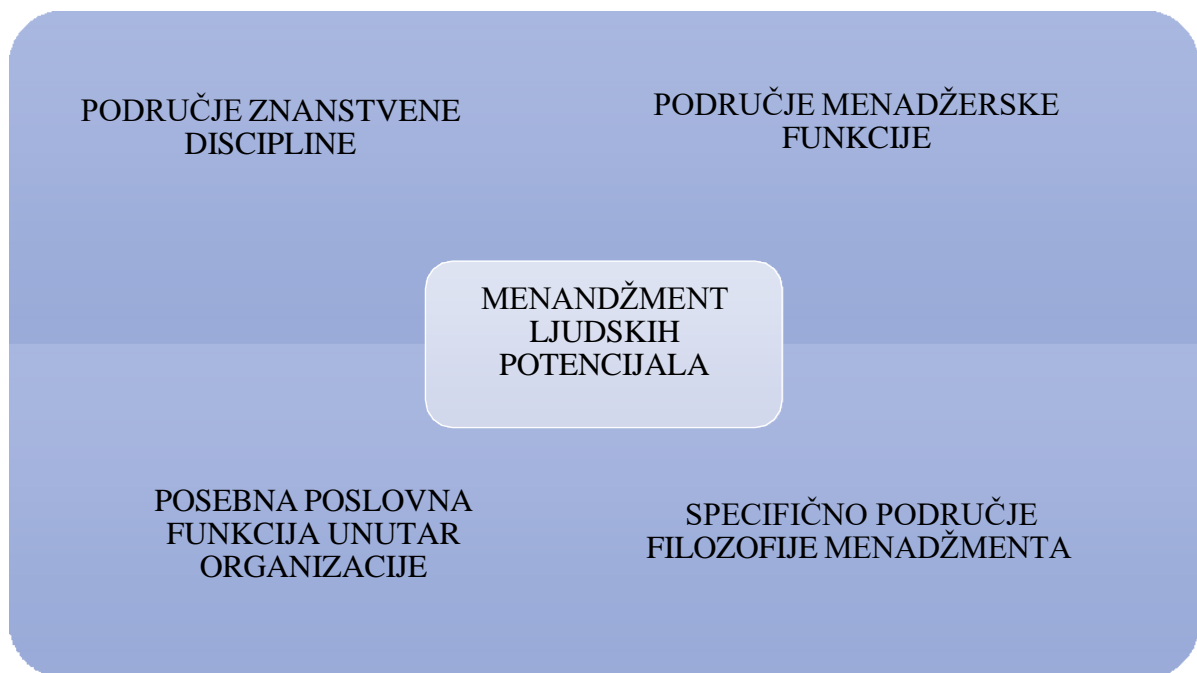 PODRUČJE ZNANSTVENE
DISCIPLINE
PODRUČJE MENADŽERSKE
FUNKCIJE
MENANDŽMENT
LJUDSKIH
POTENCIJALA
POSEBNA POSLOVNA
FUNKCIJA UNUTAR
ORGANIZACIJE
SPECIFIČNO PODRUČJE
FILOZOFIJE MENADŽMENTA